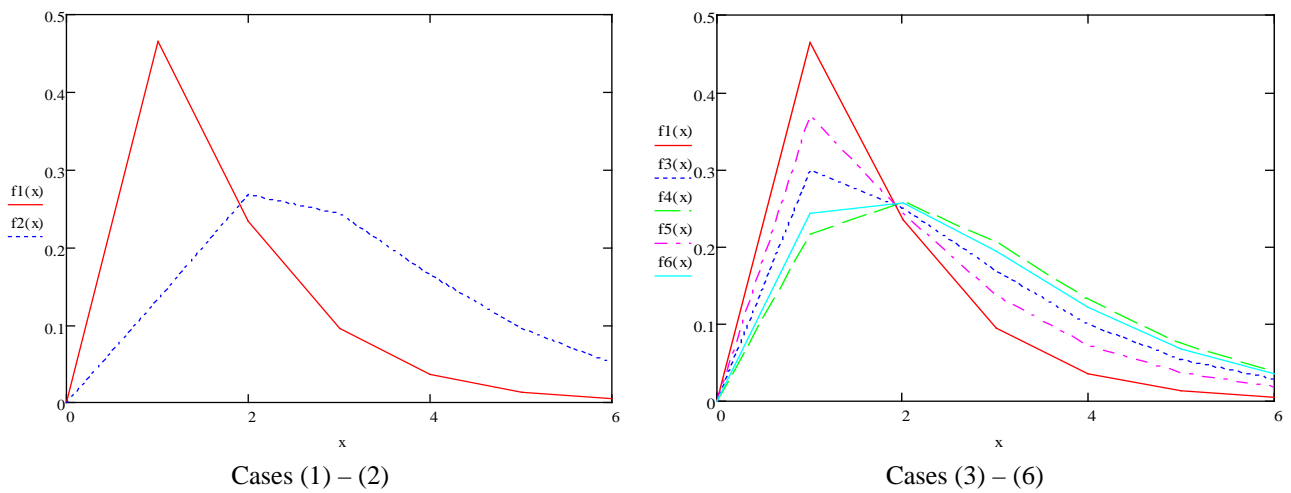 0.5
0.4
0.3
0.2
0.1
0
f1(x)
f2(x)
0
2
4
6
x
Cases (1) – (2)
0.5
0.4
0.3
0.2
0.1
0
f1(x)
f3(x)
f4(x)
f5(x)
f6(x)
0
2
4
6
x
Cases (3) – (6)